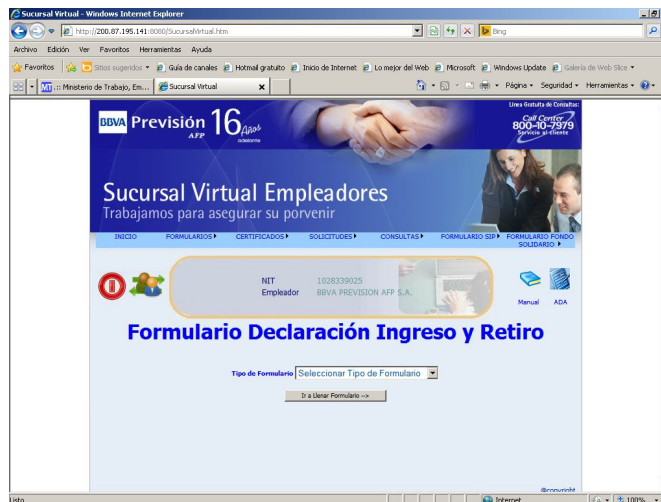 Sucursal Virtual - Windows Internet Explorer
http://200.87.195.141:8080/SucursalVirtual.htm
Bing
Archivo Edición Ver Favoritos Herramientas Ayuda
Favoritos Sitios sugeridos Guía de canales Hotmail gratuito Inicio de Internet Lo mejor del Web Microsoft Windows Update Galería de Web Slice
MT .:: Ministerio de Trabajo, Em... Sucursal Virtual Página Seguridad Herramientas
BBVA Previsión AFP 16 Años adelante
Línea Gratuita de Consultas:
Call Center
800-10-7979
Servicio al cliente
Sucursal Virtual Empleadores
Trabajamos para asegurar su porvenir
INICIO FORMULARIOS CERTIFICADOS SOLICITUDES CONSULTAS FORMULARIO SIP FORMULARIO FONDO
SOLIDARIO
NIT 1028339025
Empleador BBVA PREVISION AFP S.A.
Manual ADA
Formulario Declaración Ingreso y Retiro
Tipo de Formulario Seleccionar Tipo de Formulario
Ir a Llenar Formulario -->
@copyright
Listo Internet 100%